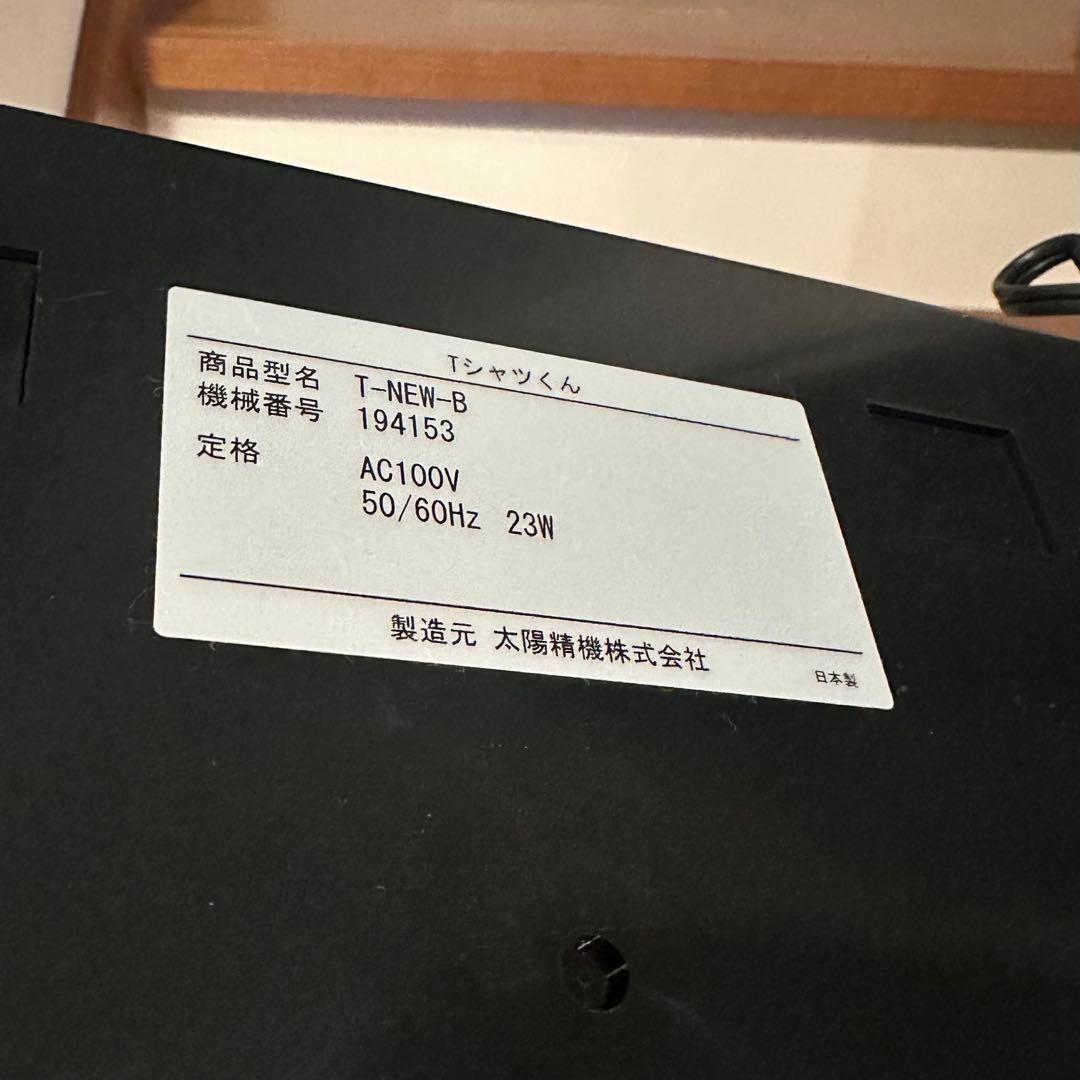 Tシャツくん
商品型名 T-NEW-B
機械番号 194153
定格 AC100V
50/60Hz 23W
製造元 太陽精機株式会社
日本製